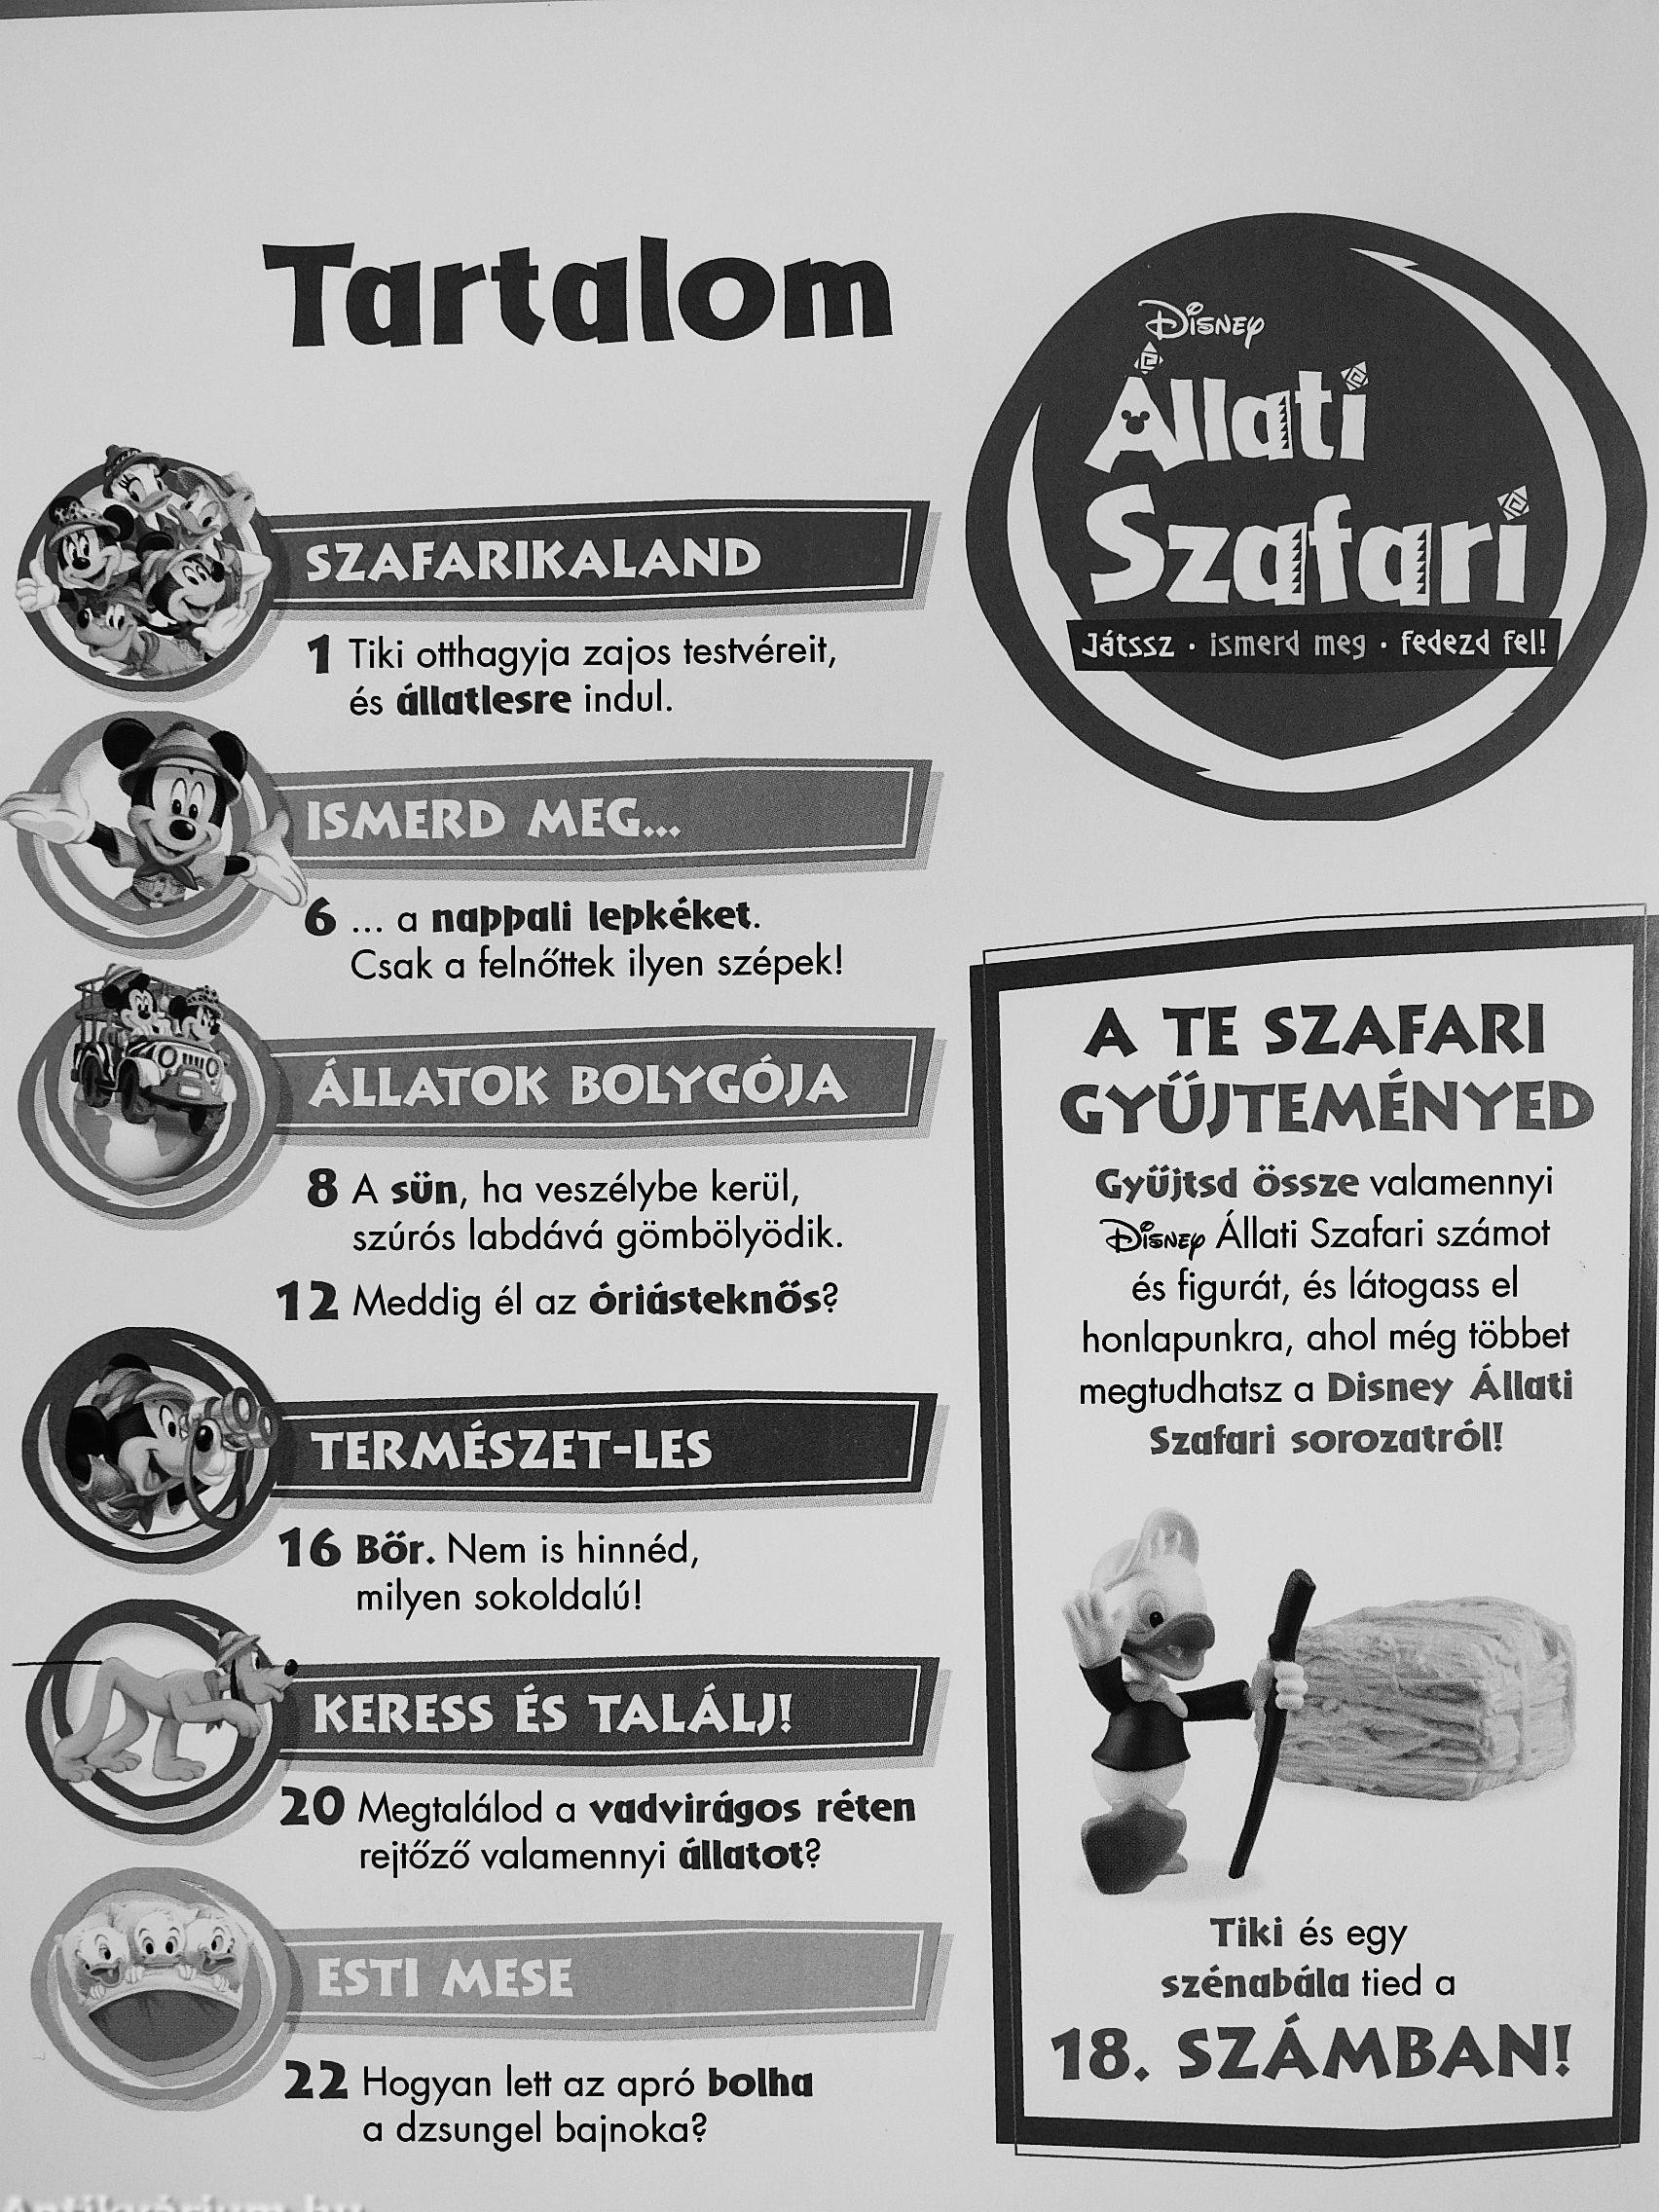 Tartalom
SZAFARIKALAND
1 Tiki otthagyja zajos testvéreit,
és állatlesre indul.
ISMERD MEG...
6 ... a nappali lepkéket.
Csak a felnőttek ilyen szépek!
ÁLLATOK BOLYGÓJA
8 A sün, ha veszélybe kerül,
szúrós labdává gömbölyödik.
12 Meddig él az óriásteknős?
TERMÉSZET-LES
16 Bőr. Nem is hinnéd,
milyen sokoldalú!
KERESS ÉS TALÁLJ!
20 Megtalálod a vadvirágos réten
rejtőző valamennyi állatot?
ESTI MESE
22 Hogyan lett az apró bolha
a dzsungel bajnoka?
DISNEY
Állati
Szafari
Játssz · ismerd meg · fedezd fel!
A TE SZAFARI
GYŰJTEMÉNYED
Gyűjtsd össze valamennyi
DISNEY Állati Szafari számot
és figurát, és látogass el
honlapunkra, ahol még többet
megtudhatsz a Disney Állati
Szafari sorozatról!
Tiki és egy
szénabála tied a
18. SZÁMBAN!
Antikvárium.hu